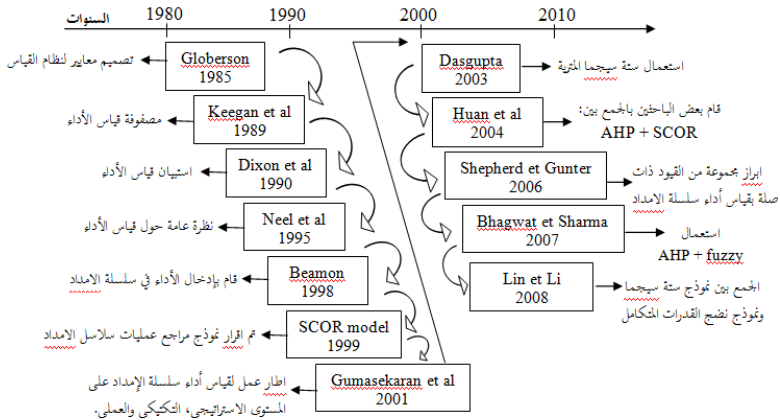 السنوات 1980 1990 2000 2010
Globerson
1985
تصميم معايير لنظام القياس
Keegan et al
1989
مصفوفة قياس الأداء
Dixon et al
1990
استبيان قياس الأداء
Neel et al
1995
نظرة عامة حول قياس الأداء
Beamon
1998
قام بإدخال الأداء في سلسلة الامداد
SCOR model
1999
تم اقرار نموذج مراجع عمليات سلاسل الامداد
Gumasekaran et al
2001
اطار عمل لقياس أداء سلسلة الإمداد على
المستوى الاستراتيجي، التكتيكي والعملي.
Dasgupta
2003
استعمال ستة سيجما المترية
Huan et al
2004
قام بعض الباحثين بالجمع بين:
AHP + SCOR
Shepherd et Gunter
2006
ابراز مجموعة من القيود ذات
صلة بقياس أداء سلسلة الامداد
Bhagwat et Sharma
2007
استعمال
AHP + fuzzy
Lin et Li
2008
الجمع بين نموذج ستة سيجما
ونموذج نضج القدرات المتكامل